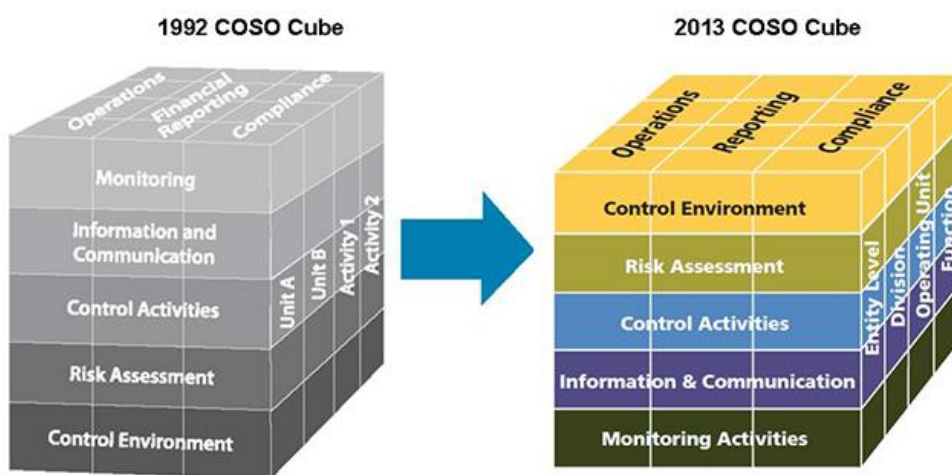 1992 COSO Cube
Operations
Financial
Reporting
Compliance
Monitoring
Information and
Communication
Control Activities
Risk Assessment
Control Environment
Unit A
Unit B
Activity 1
Activity 2
2013 COSO Cube
Operations
Reporting
Compliance
Control Environment
Risk Assessment
Control Activities
Information & Communication
Monitoring Activities
Entity Level
Division
Operating Unit
Function